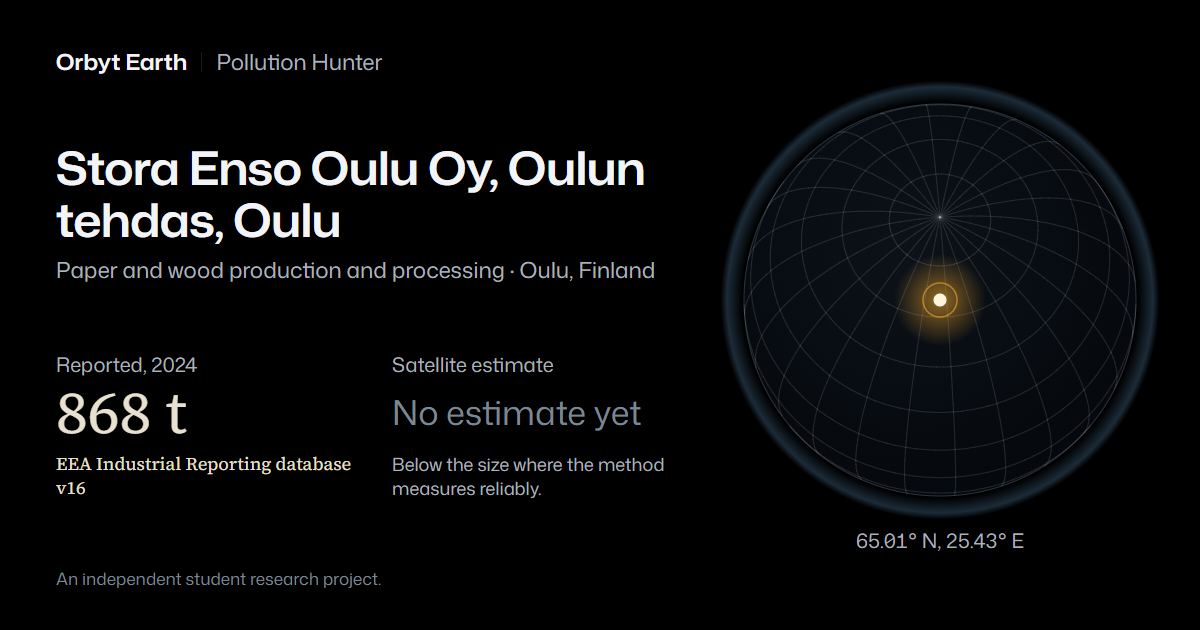 Orbyt Earth | Pollution Hunter
Stora Enso Oulu Oy, Oulun
tehdas, Oulu
Paper and wood production and processing · Oulu, Finland
Reported, 2024
868 t
EEA Industrial Reporting database
v16
Satellite estimate
No estimate yet
Below the size where the method
measures reliably.
65.01° N, 25.43° E
An independent student research project.